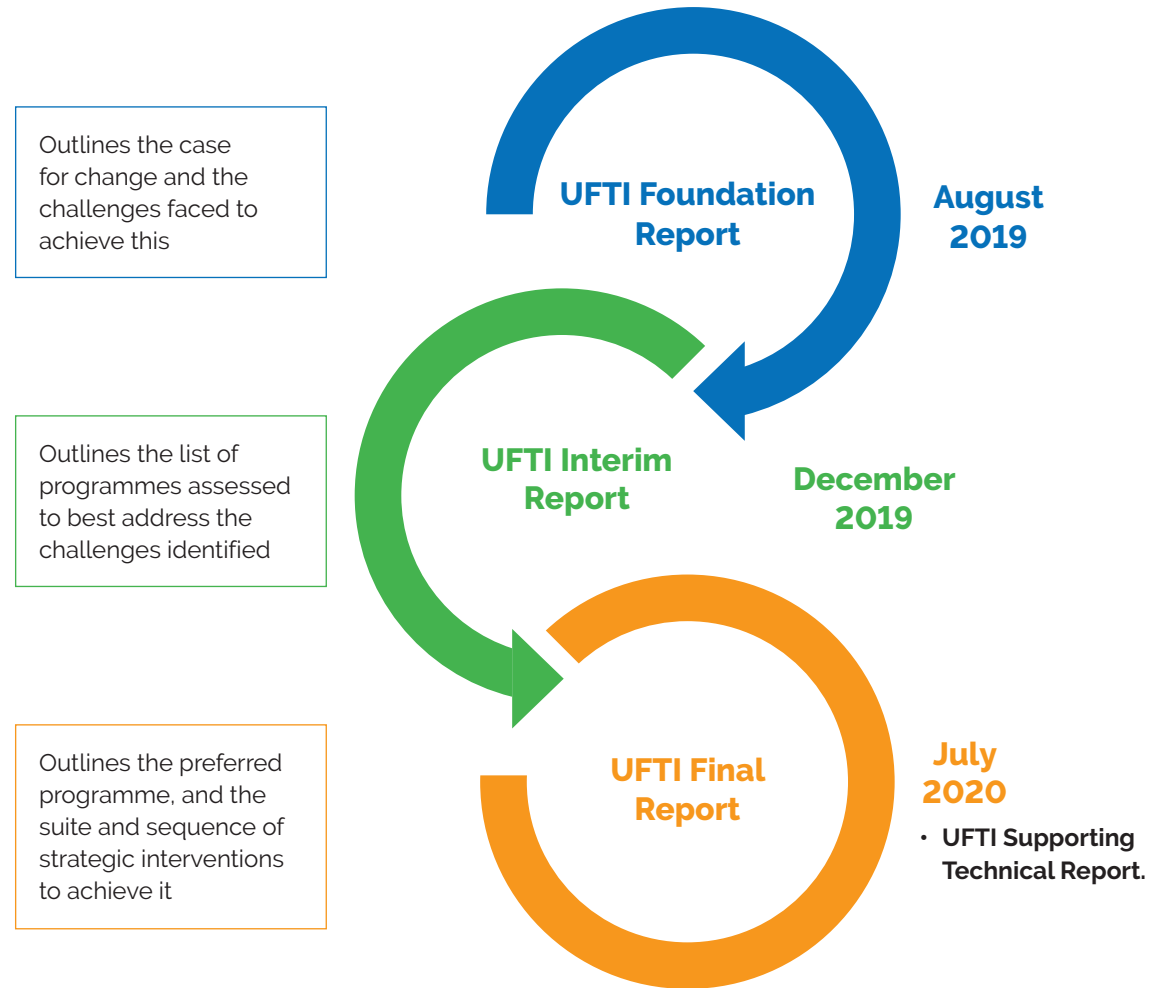 Outlines the case
for change and the
challenges faced to
achieve this
UFTI Foundation
Report
August
2019
Outlines the list of
programmes assessed
to best address the
challenges identified
UFTI Interim
Report
December
2019
Outlines the preferred
programme, and the
suite and sequence of
strategic interventions
to achieve it
UFTI Final
Report
July
2020
• UFTI Supporting
Technical Report.